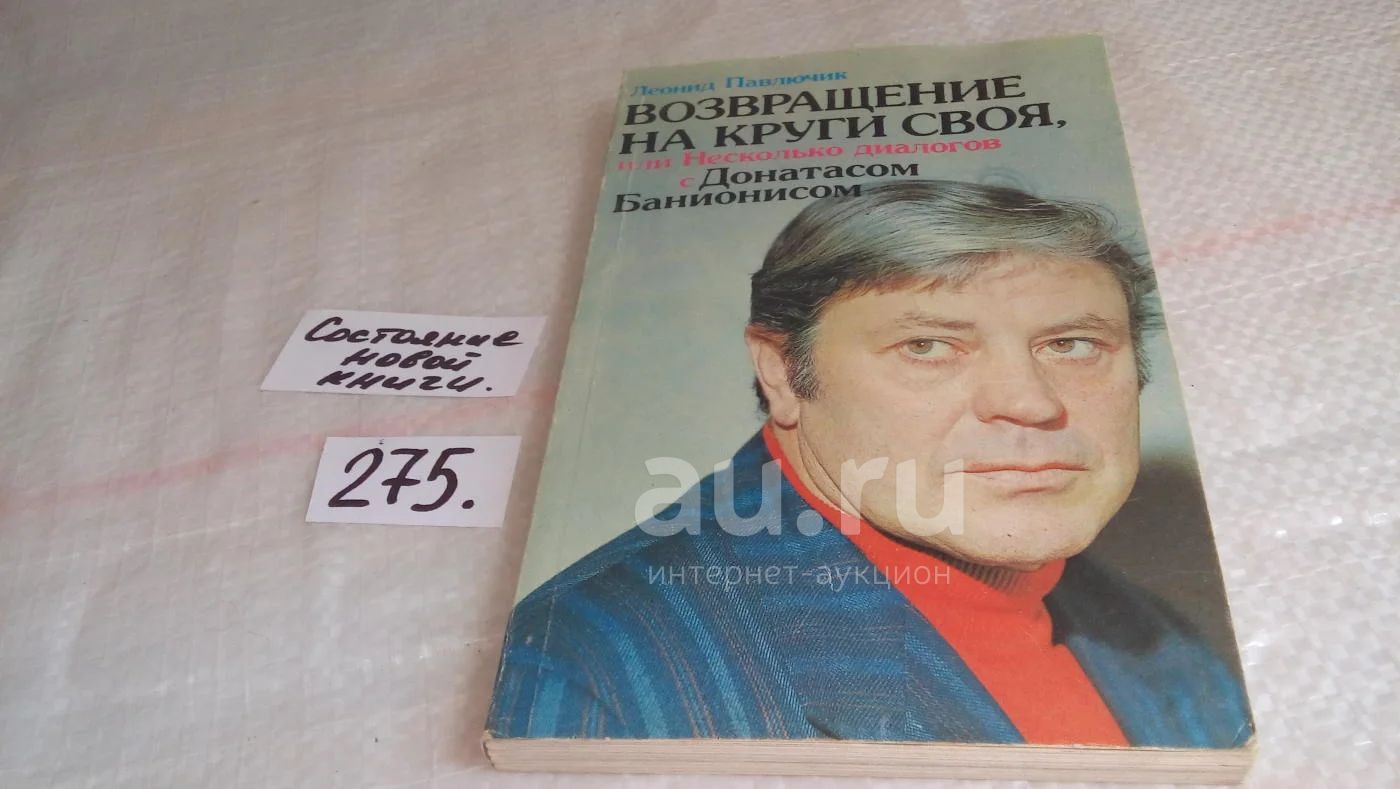 Леонид Павлючик
ВОЗВРАЩЕНИЕ
НА КРУГИ СВОЯ,
или Несколько диалогов
с Донатасом
Банионисом
Состояние
новой
книги.
275.
au.ru
интернет-аукцион